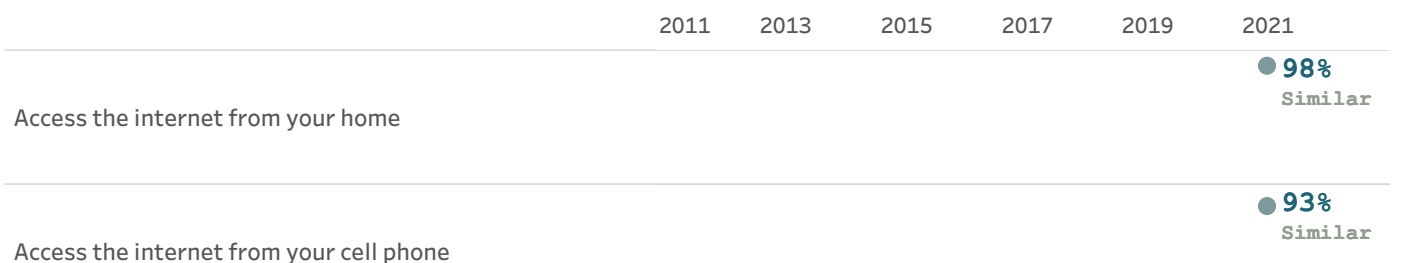 2011 2013 2015 2017 2019 2021
98%
Similar
Access the internet from your home
93%
Similar
Access the internet from your cell phone